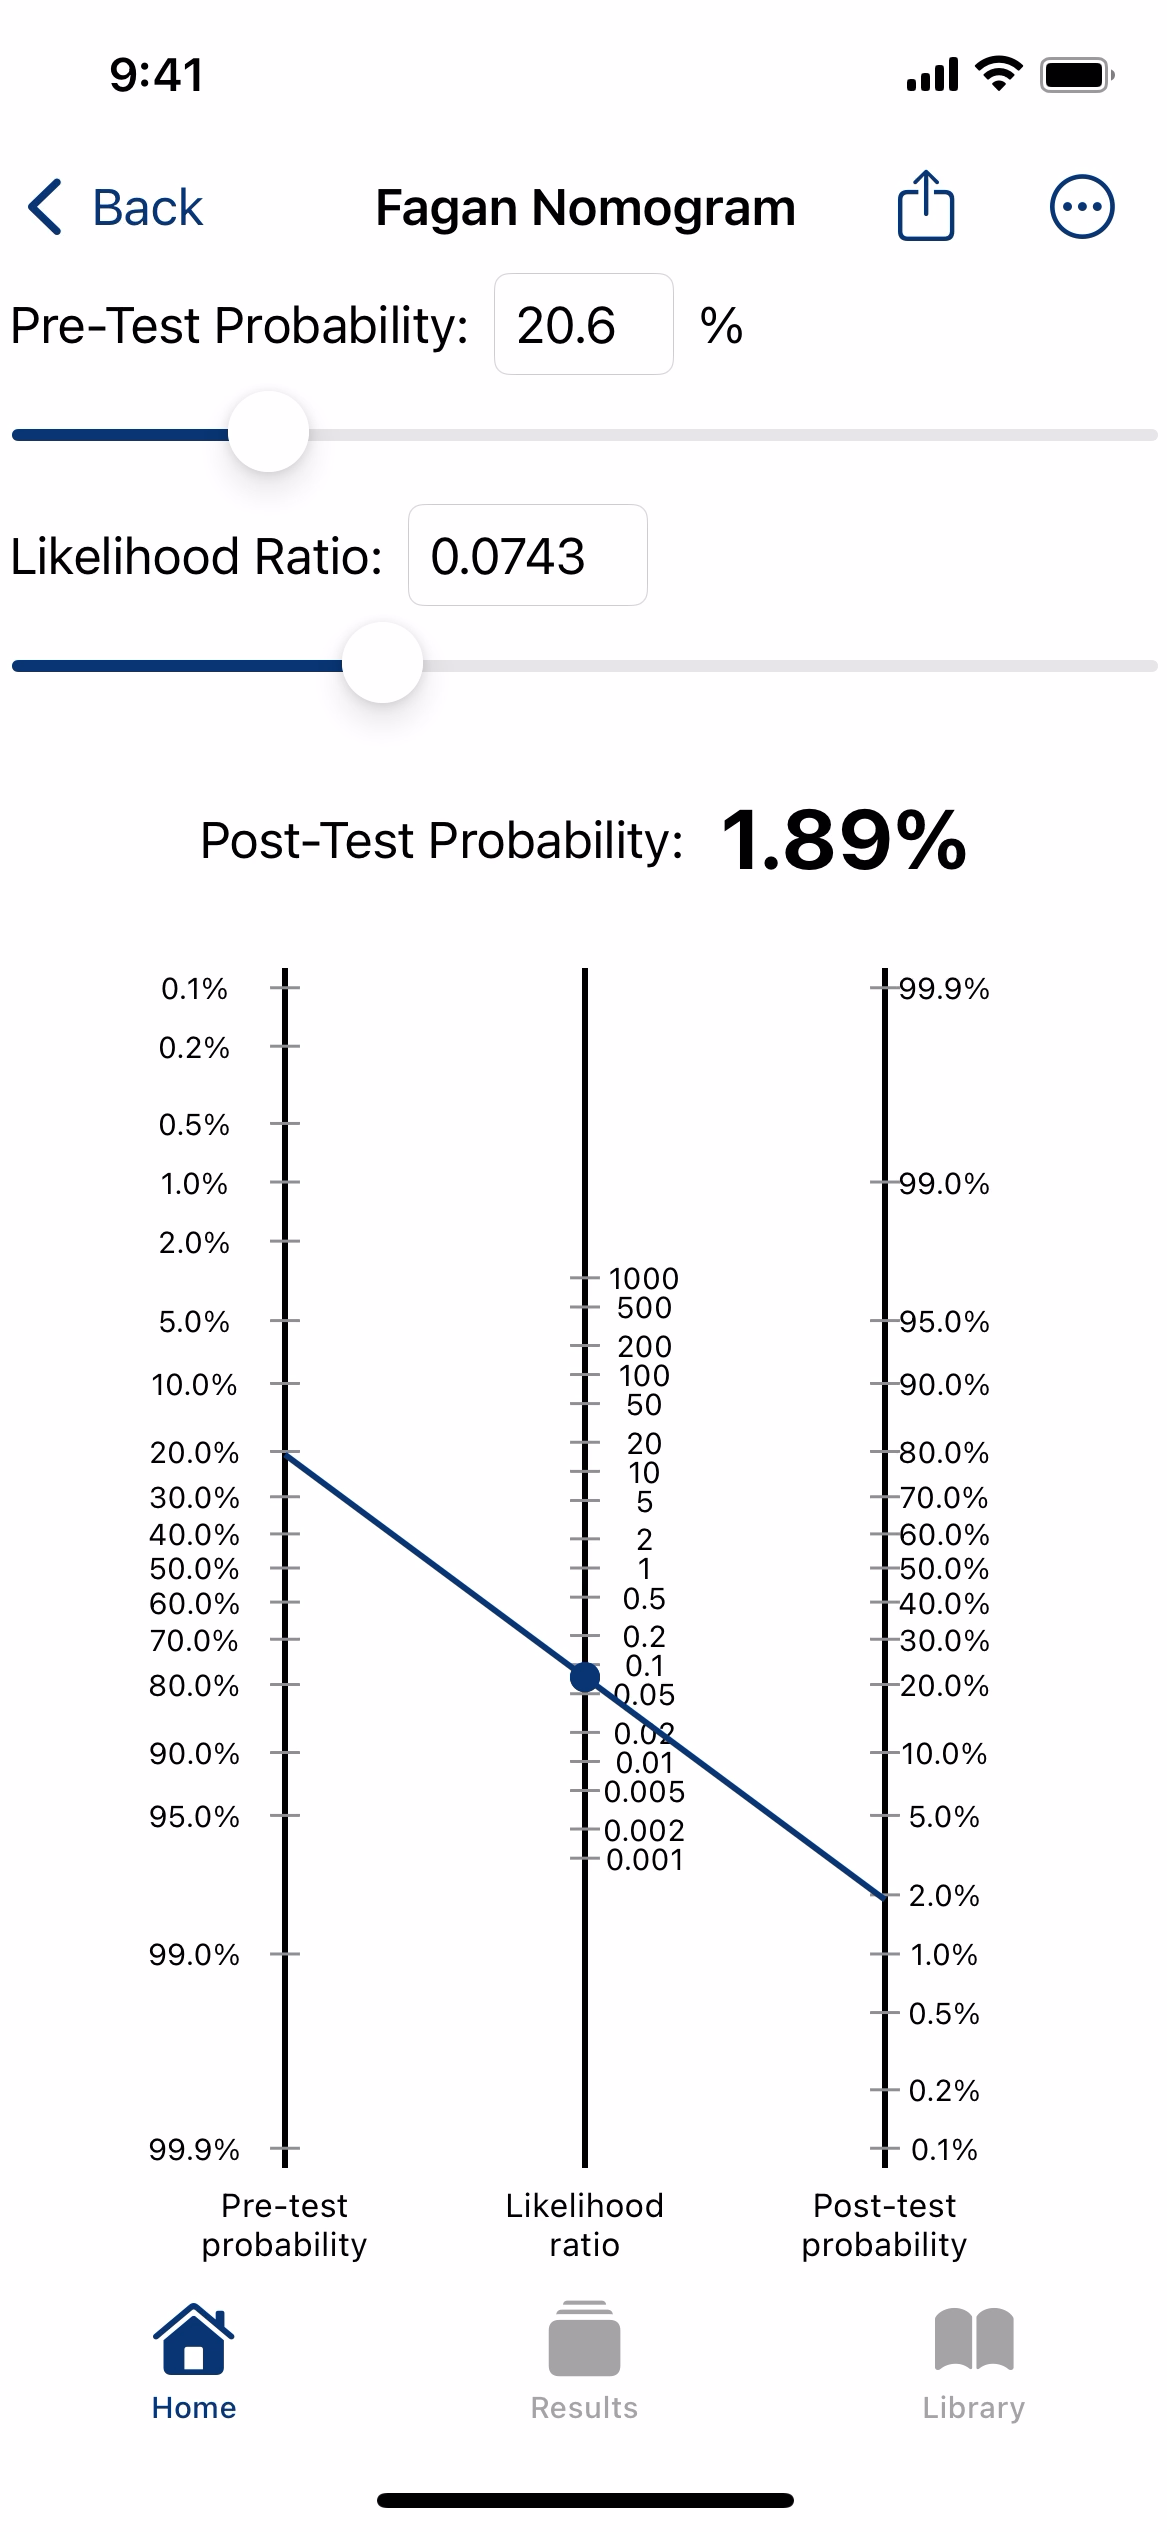 9:41
Back Fagan Nomogram
Pre-Test Probability: 20.6 %
Likelihood Ratio: 0.0743
Post-Test Probability: 1.89%
0.1% 99.9%
0.2%
0.5%
1.0% 99.0%
2.0%
1000
500
5.0% 95.0%
200
100
10.0% 90.0%
50
20
20.0% 80.0%
10
30.0% 5 70.0%
40.0% 2 60.0%
50.0% 1 50.0%
60.0% 0.5 40.0%
70.0% 0.2 30.0%
0.1
80.0% 0.05 20.0%
0.02
90.0% 0.01 10.0%
0.005
95.0% 0.002 5.0%
0.001
2.0%
99.0% 1.0%
0.5%
0.2%
99.9% 0.1%
Pre-test Likelihood Post-test
probability ratio probability
Home Results Library